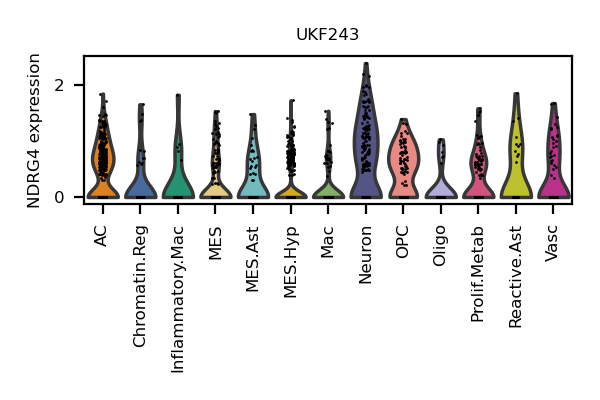 UKF243
NDRG4 expression
2
0
AC
Chromatin.Reg
Inflammatory.Mac
MES
MES.Ast
MES.Hyp
Mac
Neuron
OPC
Oligo
Prolif.Metab
Reactive.Ast
Vasc